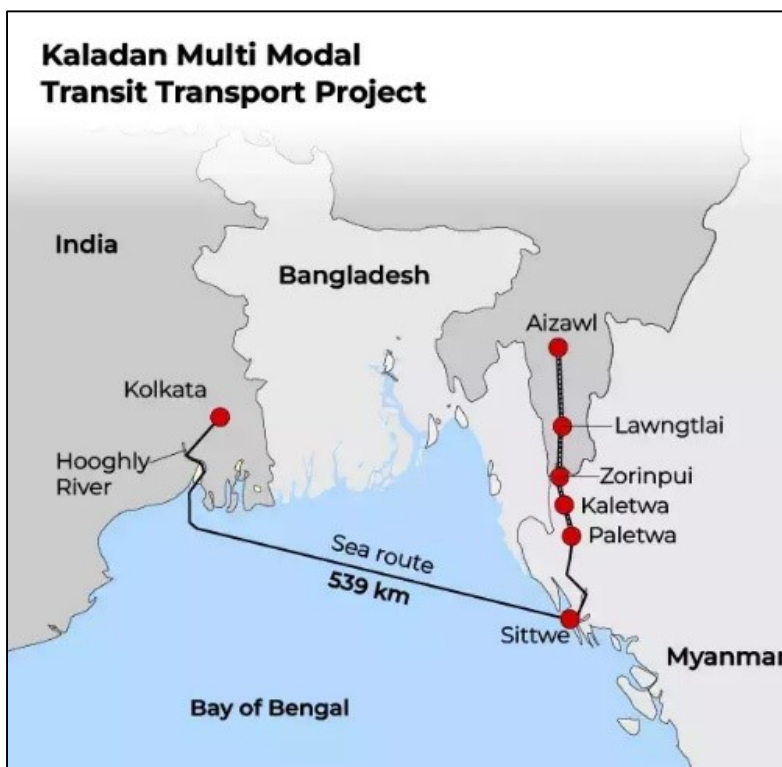 Kaladan Multi Modal
Transit Transport Project
India
Bangladesh
Aizawl
Kolkata
Lawngtlai
Hooghly
River
Zorinpui
Kaletwa
Paletwa
Sea route
539 km
Sittwe
Myanmar
Bay of Bengal